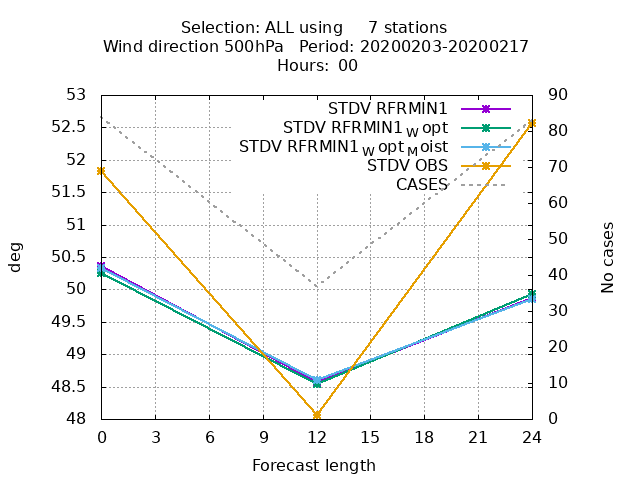 Selection: ALL using     7 stations
Wind direction 500hPa   Period: 20200203-20200217
Hours:  00
STDV RFRMIN1
STDV RFRMIN1_W opt
STDV RFRMIN1_W opt_M oist
STDV OBS
CASES
53
52.5
52
51.5
51
50.5
50
49.5
49
48.5
48
90
80
70
60
50
40
30
20
10
0
deg
No cases
0 3 6 9 12 15 18 21 24
Forecast length